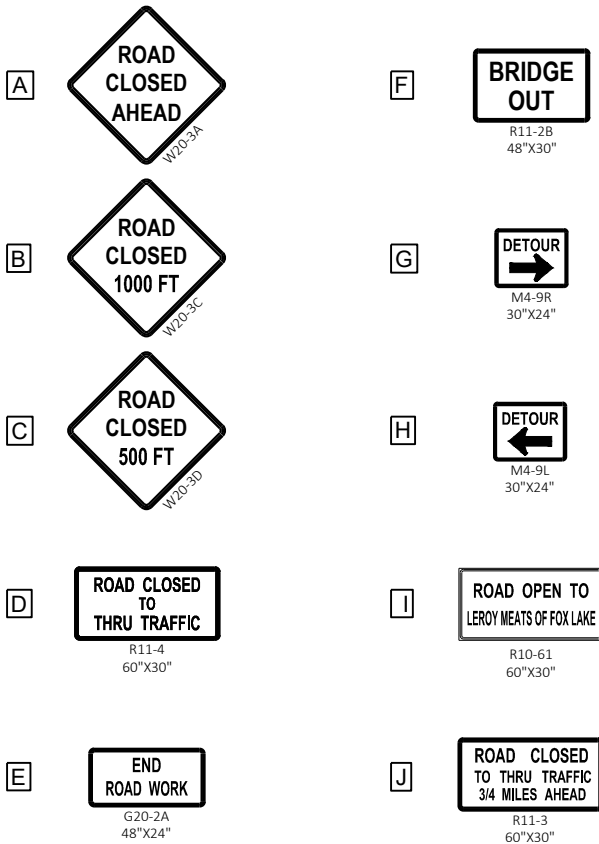 A
ROAD
CLOSED
AHEAD
W20-3A
B
ROAD
CLOSED
1000 FT
W20-3C
C
ROAD
CLOSED
500 FT
W20-3D
D
ROAD CLOSED
TO
THRU TRAFFIC
R11-4
60"X30"
E
END
ROAD WORK
G20-2A
48"X24"
F
BRIDGE
OUT
R11-2B
48"X30"
G
DETOUR
M4-9R
30"X24"
H
DETOUR
M4-9L
30"X24"
I
ROAD OPEN TO
LEROY MEATS OF FOX LAKE
R10-61
60"X30"
J
ROAD CLOSED
TO THRU TRAFFIC
3/4 MILES AHEAD
R11-3
60"X30"